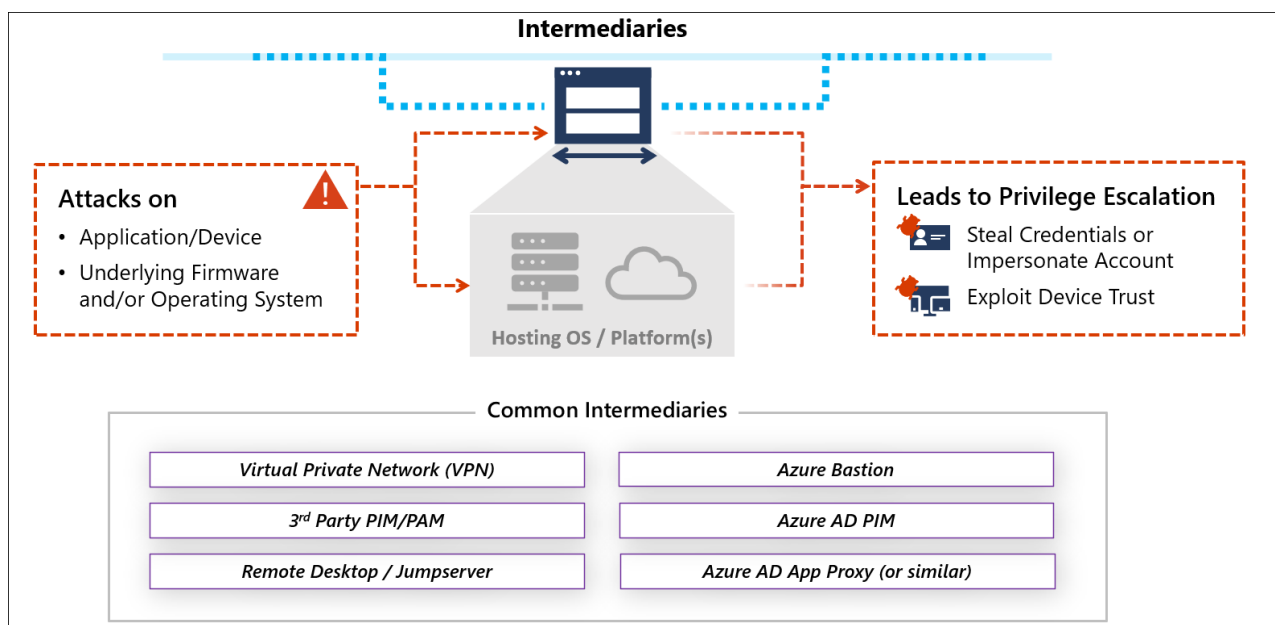 Intermediaries
Attacks on
• Application/Device
• Underlying Firmware
and/or Operating System
Hosting OS / Platform(s)
Leads to Privilege Escalation
Steal Credentials or
Impersonate Account
Exploit Device Trust
Common Intermediaries
Virtual Private Network (VPN)
Azure Bastion
3rd Party PIM/PAM
Azure AD PIM
Remote Desktop / Jumpserver
Azure AD App Proxy (or similar)